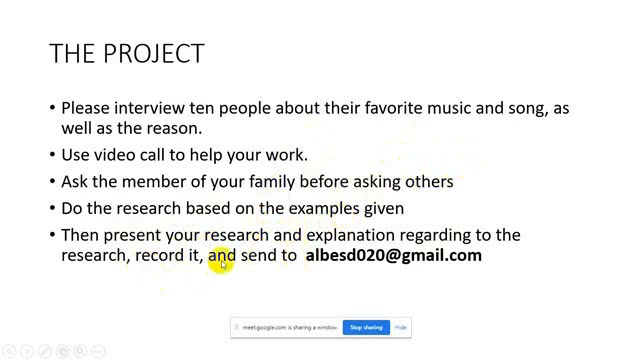 THE PROJECT
• Please interview ten people about their favorite music and song, as
well as the reason.
• Use video call to help your work.
• Ask the member of your family before asking others
• Do the research based on the examples given
• Then present your research and explanation regarding to the
research, record it, and send to albesd020@gmail.com
meet.google.com is sharing a window. Stop sharing Hide